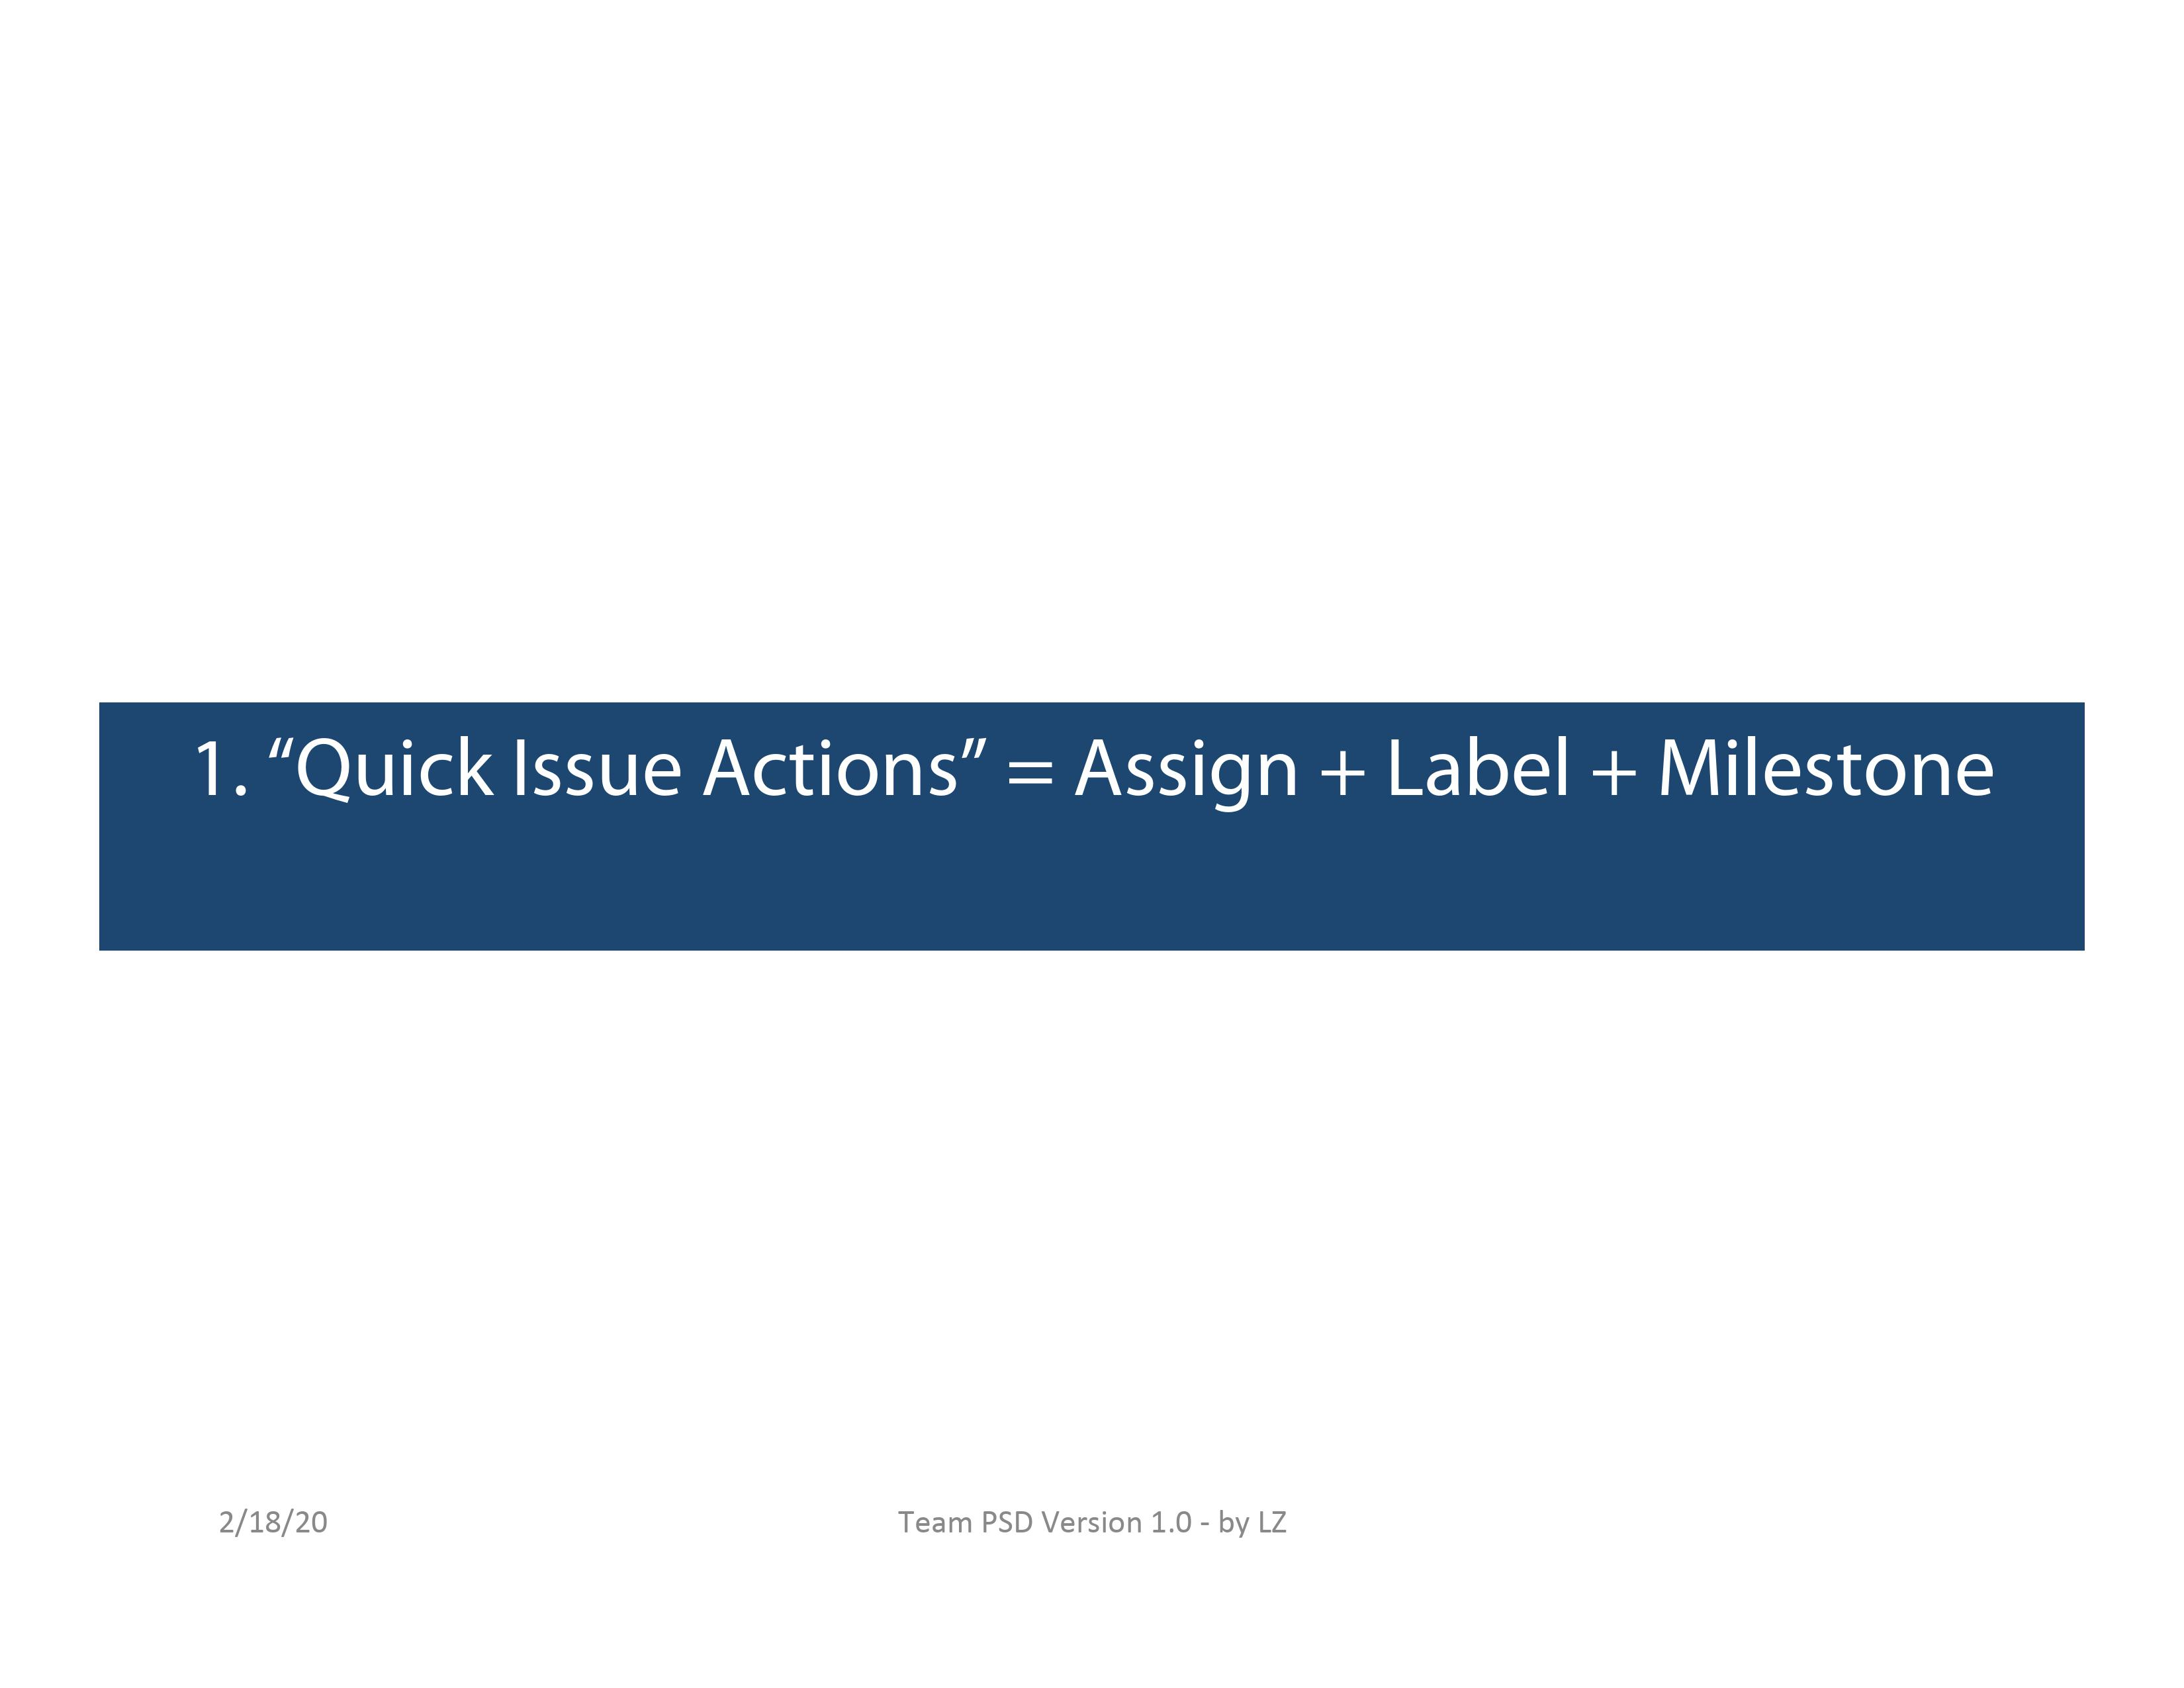 1. “Quick Issue Actions” = Assign + Label + Milestone
2/18/20
Team PSD Version 1.0 - by LZ